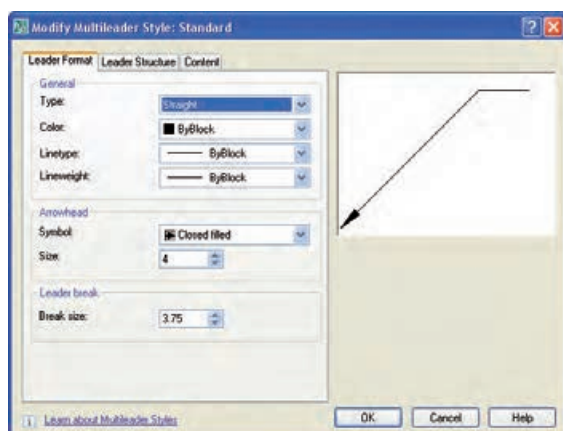 Modify Multileader Style: Standard
Leader Format Leader Structure Content
General
Type: Straight
Color: ByBlock
Linetype: ByBlock
Lineweight: ByBlock
Arrowhead
Symbol: Closed filled
Size: 4
Leader break
Break size: 3.75
Learn about Multileader Styles
OK Cancel Help